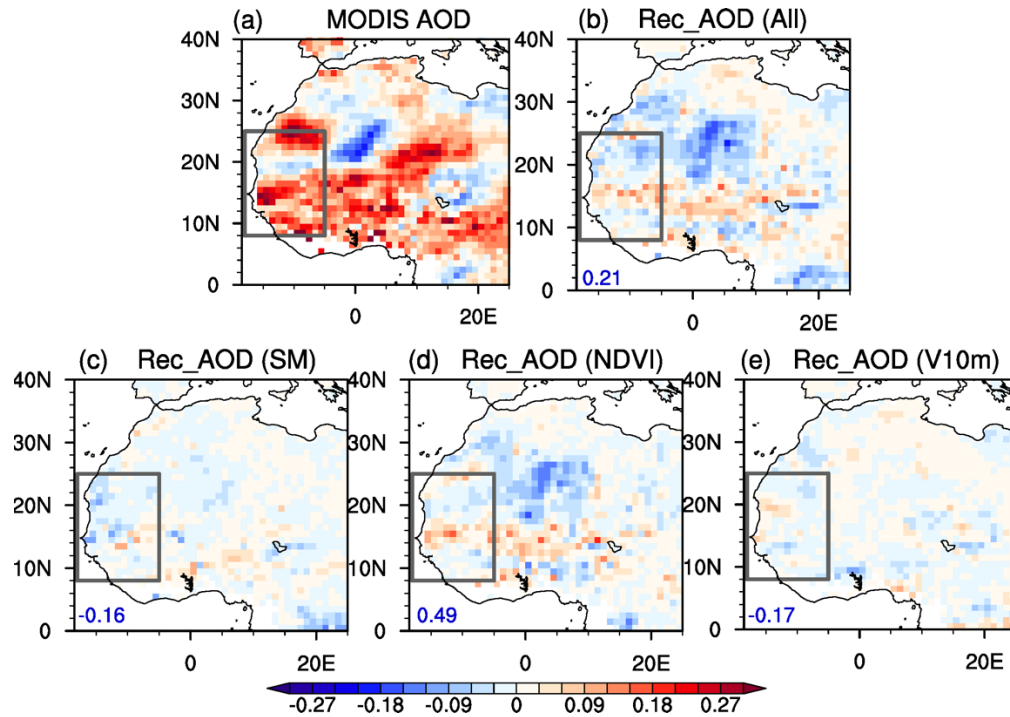 (a) MODIS AOD
(b) Rec_AOD (All)
40N
30N
20N
10N
0
0
20E
40N
30N
20N
10N
0
0.21
0
20E
(c) Rec_AOD (SM)
(d) Rec_AOD (NDVI)
(e) Rec_AOD (V10m)
40N
30N
20N
10N
0
-0.16
0
20E
40N
30N
20N
10N
0
0.49
0
20E
40N
30N
20N
10N
0
-0.17
0
20E
-0.27 -0.18 -0.09 0 0.09 0.18 0.27